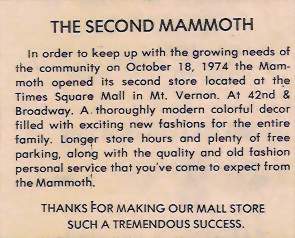 THE SECOND MAMMOTH
In order to keep up with the growing needs of
the community on October 18, 1974 the Mam-
moth opened its second store located at the
Times Square Mall in Mt. Vernon. At 42nd &
Broadway. A thoroughly modern colorful decor
filled with exciting new fashions for the entire
family. Longer store hours and plenty of free
parking, along with the quality and old fashion
personal service that you've come to expect from
the Mammoth.
THANKS FOR MAKING OUR MALL STORE
SUCH A TREMENDOUS SUCCESS.